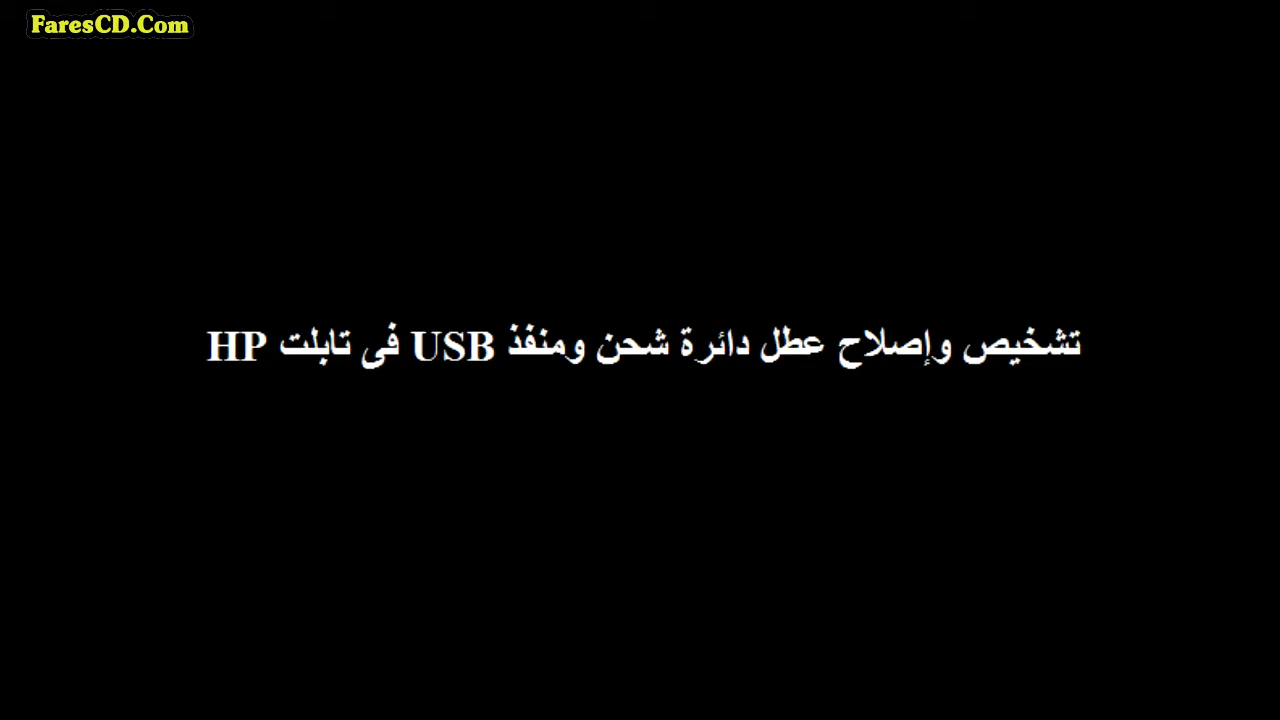 FaresCD.Com
تشخيص وإصلاح عطل دائرة شحن ومنفذ USB فى تابلت HP